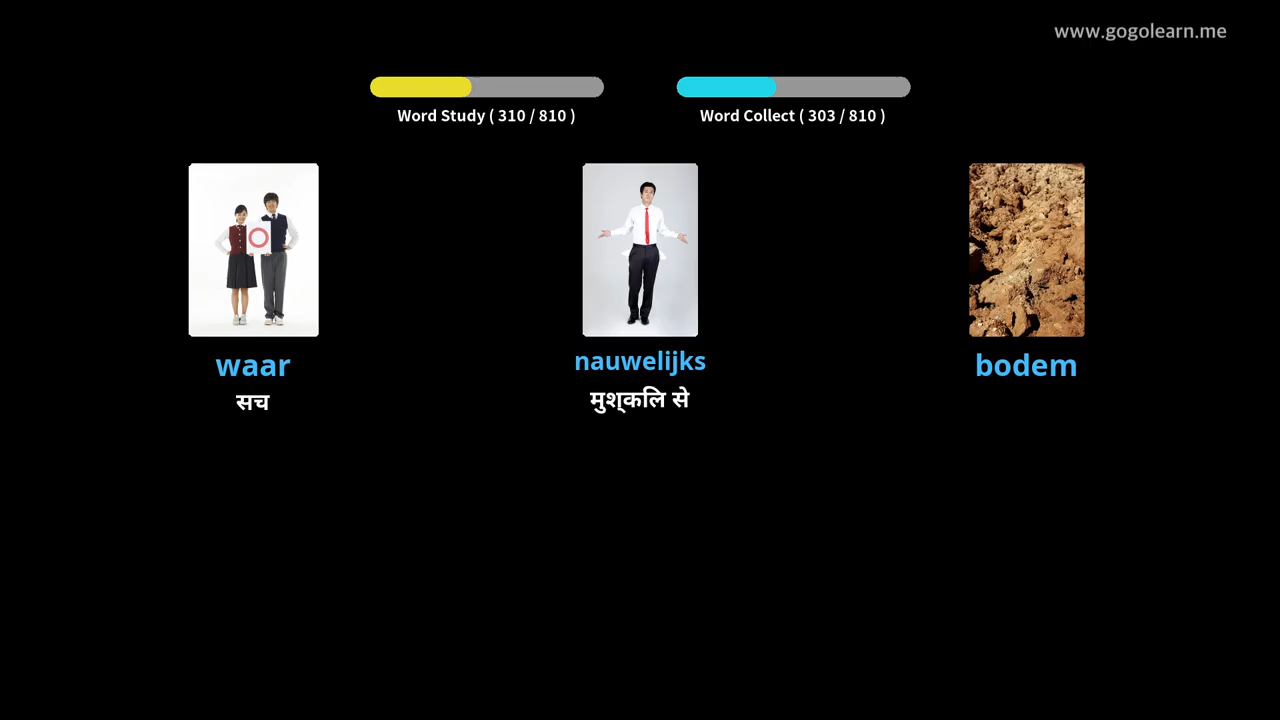 www.gogolearn.me
Word Study ( 310 / 810 )
Word Collect ( 303 / 810 )
waar
nauwelijks
bodem
सच
मुश्कलि से